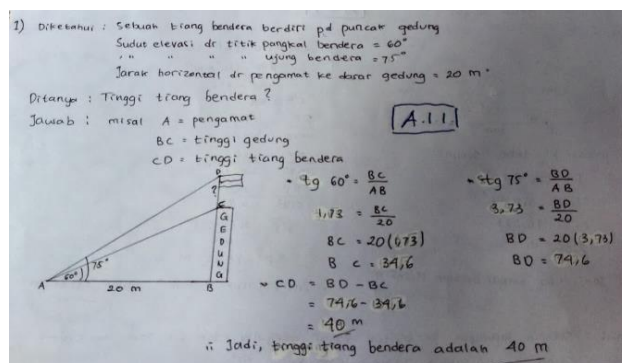 1) Diketahui : Sebuah tiang bendera berdiri pd puncak gedung
Sudut elevasi dr titik pangkal bendera = 60°
" " " " ujung bendera = 75°
Jarak horizontal dr pengamat ke dasar gedung = 20 m.
Ditanya : Tinggi tiang bendera ?
Jawab : misal A = pengamat
A.1.1
BC = tinggi gedung
CD = tinggi tiang bendera
D
?
C
GEDUNG
75°
60°
A
20 m
B
• tg 60° = BC/AB
1,73 = BC/20
BC = 20 (1,73)
BC = 34,6
• tg 75° = BD/AB
3,73 = BD/20
BD = 20 (3,73)
BD = 74,6
CD = BD - BC
= 74,6 - 34,6
= 40 m
∴ Jadi, tinggi tiang bendera adalah 40 m